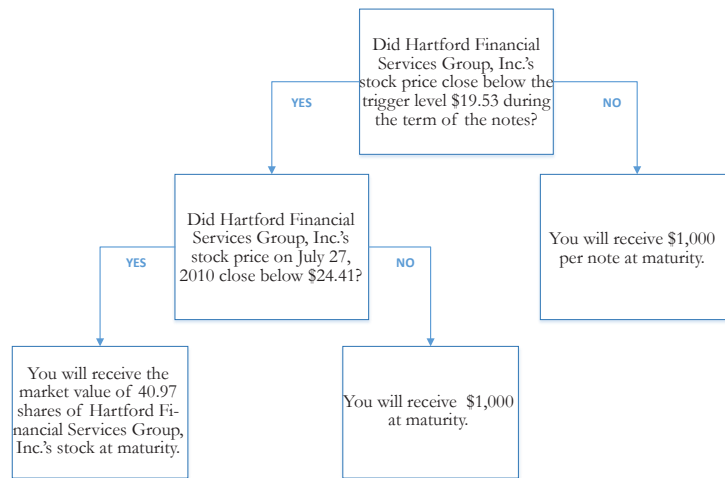 Did Hartford Financial
Services Group, Inc.'s
stock price close below the
trigger level $19.53 during
the term of the notes?
YES
NO
Did Hartford Financial
Services Group, Inc.'s
stock price on July 27,
2010 close below $24.41?
You will receive $1,000
per note at maturity.
YES
NO
You will receive the
market value of 40.97
shares of Hartford Fi-
nancial Services Group,
Inc.'s stock at maturity.
You will receive $1,000
at maturity.